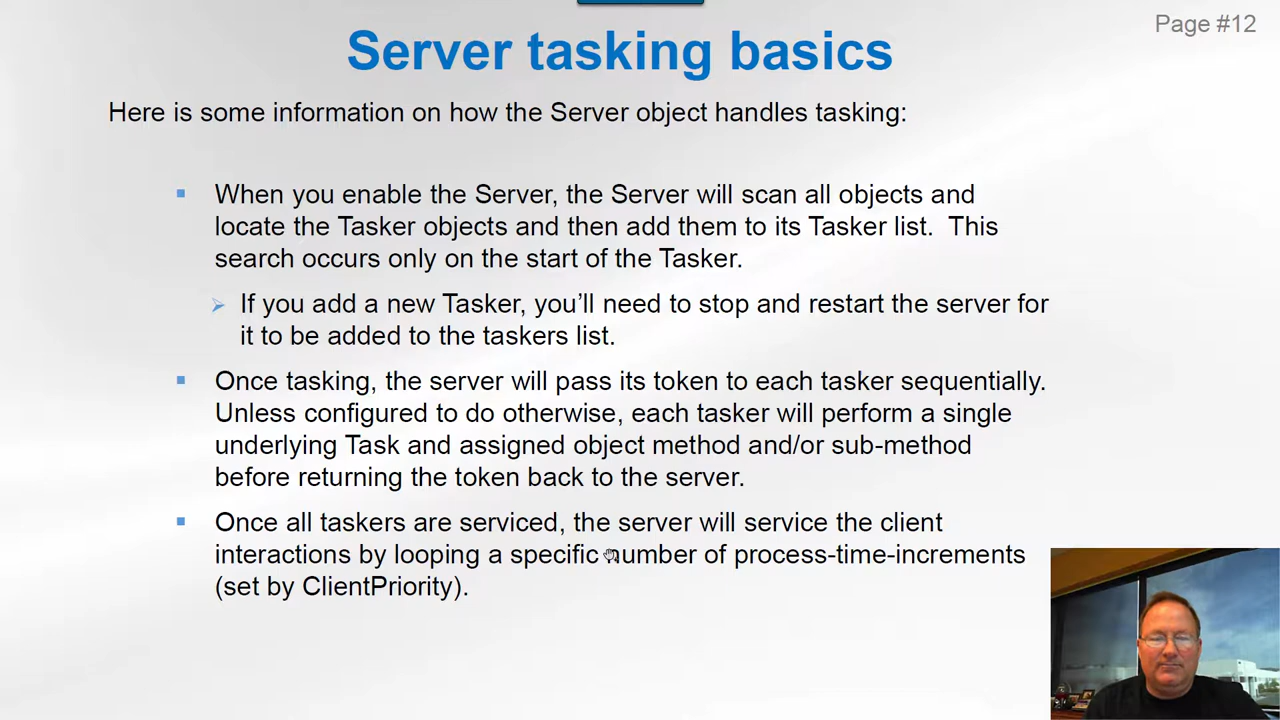 Page #12
Server tasking basics
Here is some information on how the Server object handles tasking:
When you enable the Server, the Server will scan all objects and
locate the Tasker objects and then add them to its Tasker list. This
search occurs only on the start of the Tasker.
If you add a new Tasker, you’ll need to stop and restart the server for
it to be added to the taskers list.
Once tasking, the server will pass its token to each tasker sequentially.
Unless configured to do otherwise, each tasker will perform a single
underlying Task and assigned object method and/or sub-method
before returning the token back to the server.
Once all taskers are serviced, the server will service the client
interactions by looping a specific number of process-time-increments
(set by ClientPriority).